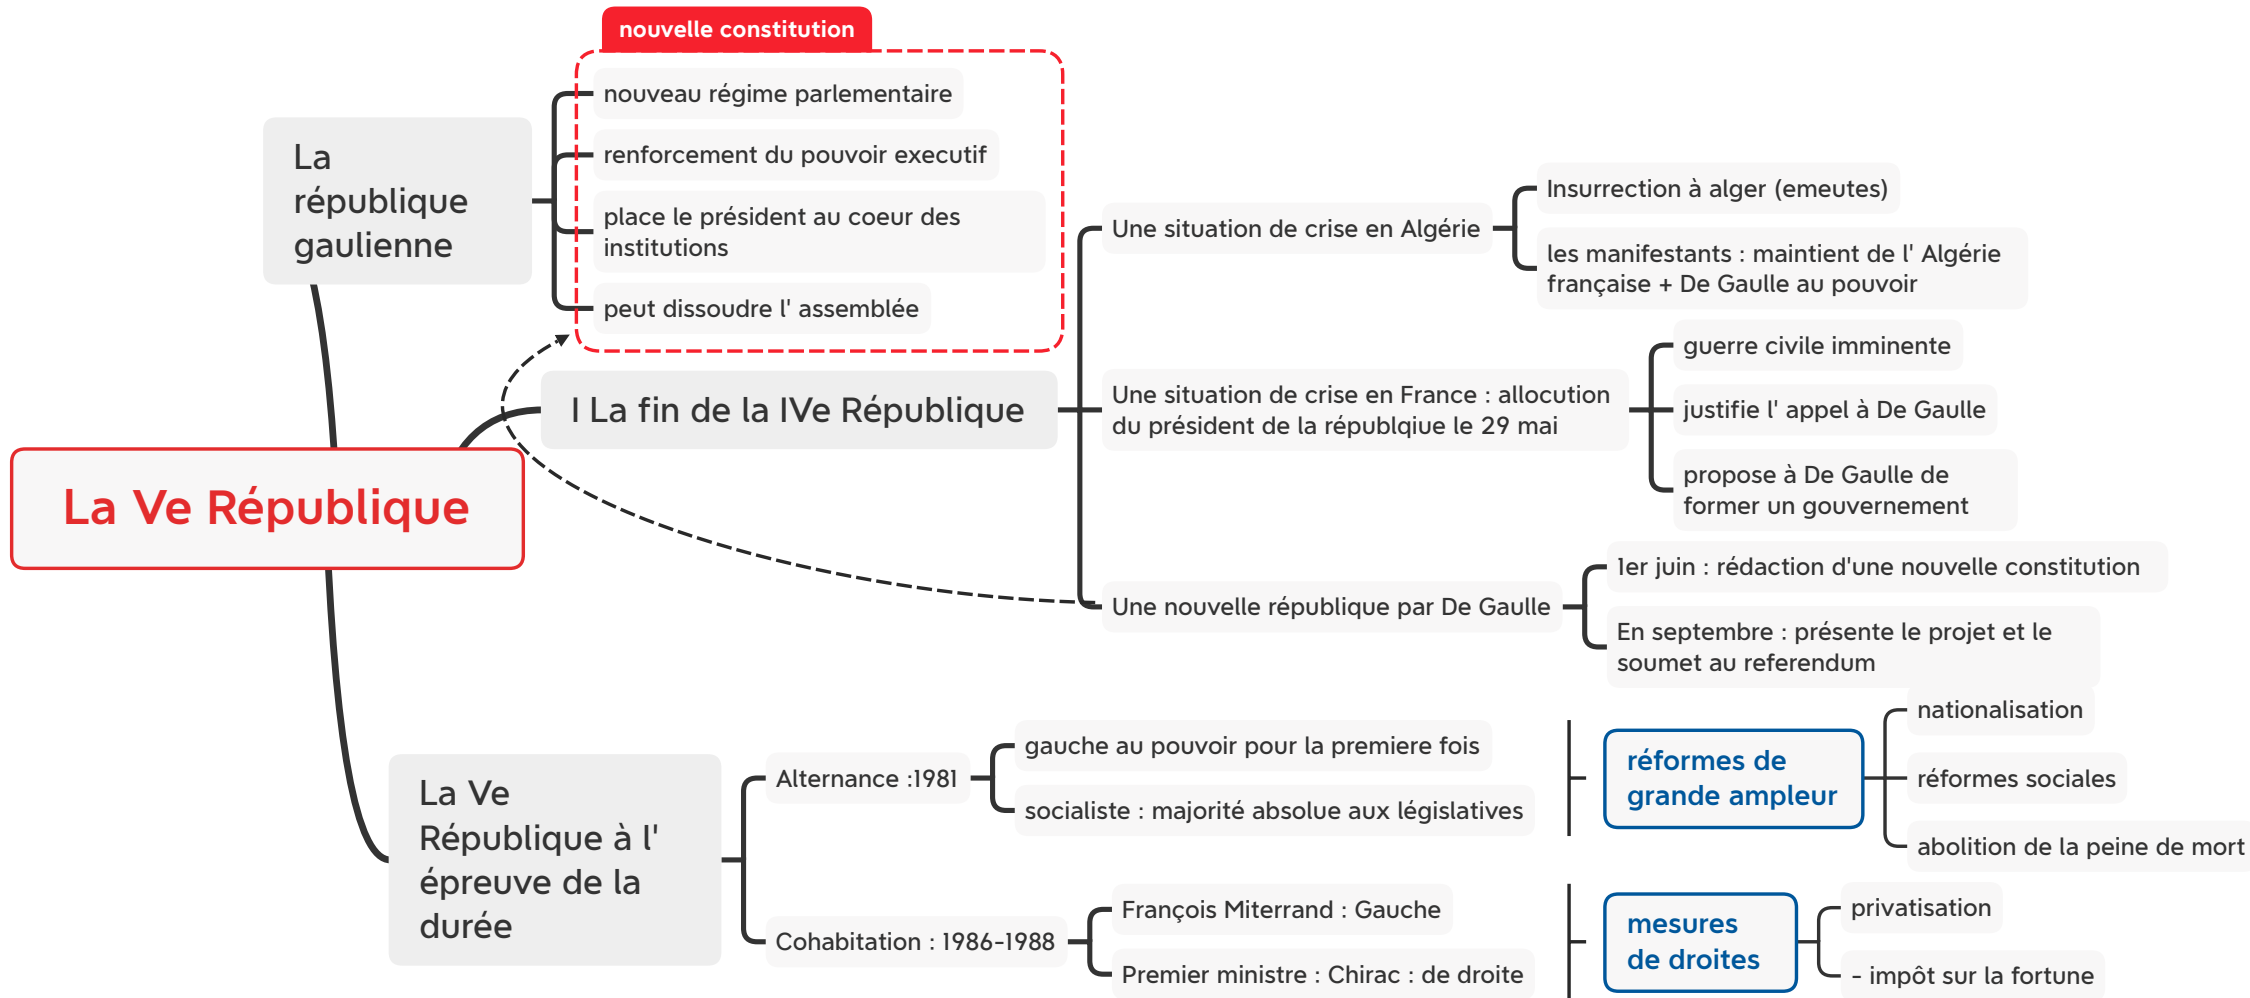 nouvelle constitution
nouveau régime parlementaire
renforcement du pouvoir executif
place le président au coeur des
institutions
peut dissoudre l' assemblée
La
république
gaulienne
I La fin de la IVe République
Une situation de crise en Algérie
Insurrection à alger (emeutes)
les manifestants : maintient de l' Algérie
française + De Gaulle au pouvoir
Une situation de crise en France : allocution
du président de la républqiue le 29 mai
guerre civile imminente
justifie l' appel à De Gaulle
propose à De Gaulle de
former un gouvernement
Une nouvelle république par De Gaulle
1er juin : rédaction d'une nouvelle constitution
En septembre : présente le projet et le
soumet au referendum
La Ve République
La Ve
République à l'
épreuve de la
durée
Alternance :1981
gauche au pouvoir pour la premiere fois
socialiste : majorité absolue aux législatives
réformes de
grande ampleur
nationalisation
réformes sociales
abolition de la peine de mort
Cohabitation : 1986-1988
François Miterrand : Gauche
Premier ministre : Chirac : de droite
mesures
de droites
privatisation
- impôt sur la fortune